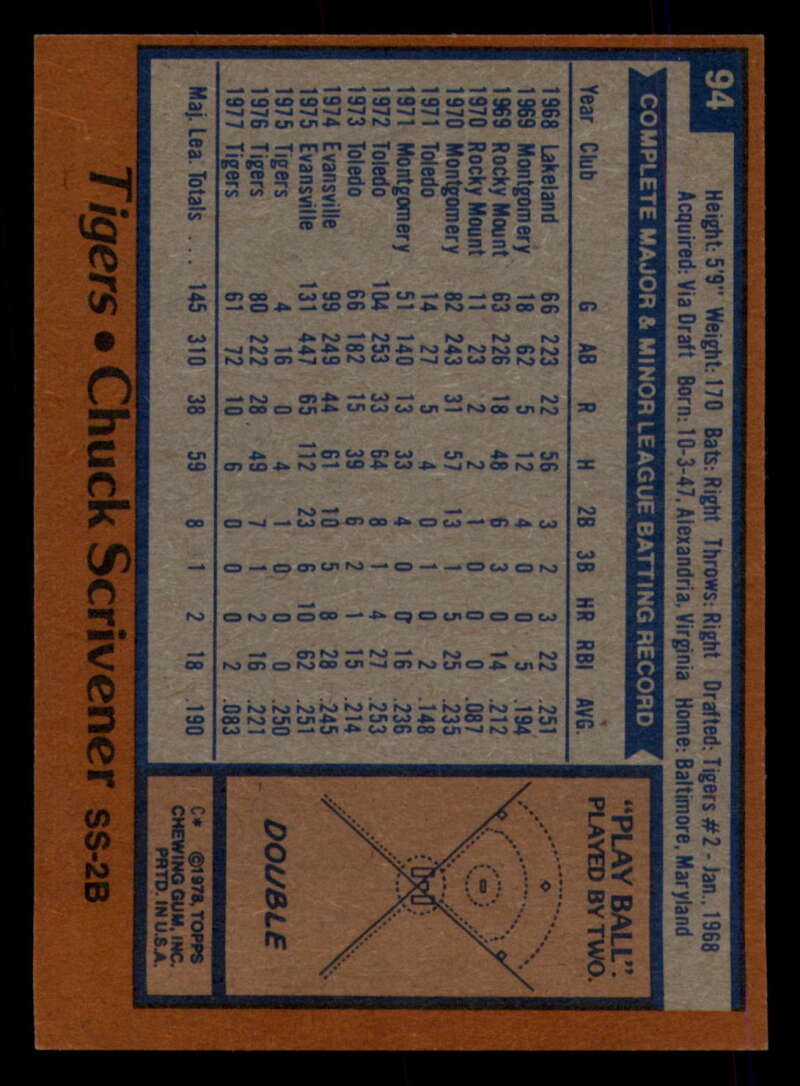 94
Height: 5'9" Weight: 170 Bats: Right Throws: Right Drafted: Tigers #2 - Jan., 1968
Acquired: Via Draft Born: 10-3-47, Alexandria, Virginia Home: Baltimore, Maryland
COMPLETE MAJOR & MINOR LEAGUE BATTING RECORD
Year Club G AB R H 2B 3B HR RBI AVG.
1968 Lakeland 66 223 22 56 3 2 3 22 .251
1969 Montgomery 18 62 5 12 4 0 0 5 .194
1969 Rocky Mount 63 226 18 48 6 3 0 14 .212
1970 Rocky Mount 11 23 2 2 1 0 0 0 .087
1970 Montgomery 82 243 31 57 13 1 5 25 .235
1971 Toledo 14 27 5 4 0 1 0 2 .148
1971 Montgomery 51 140 13 33 4 0 0 16 .236
1972 Toledo 104 253 33 64 8 1 4 27 .253
1973 Toledo 66 182 15 39 6 2 1 15 .214
1974 Evansville 99 249 44 61 10 5 8 28 .245
1975 Evansville 131 447 65 112 23 6 10 62 .251
1975 Tigers 4 16 0 4 1 0 0 0 .250
1976 Tigers 80 222 28 49 7 1 2 16 .221
1977 Tigers 61 72 10 6 0 0 0 2 .083
Maj. Lea. Totals .... 145 310 38 59 8 1 2 18 .190
"PLAY BALL".
PLAYED BY TWO.
DOUBLE
C* ©1978, TOPPS
CHEWING GUM, INC.
PRTD. IN U.S.A.
Tigers • Chuck Scrivener SS-2B